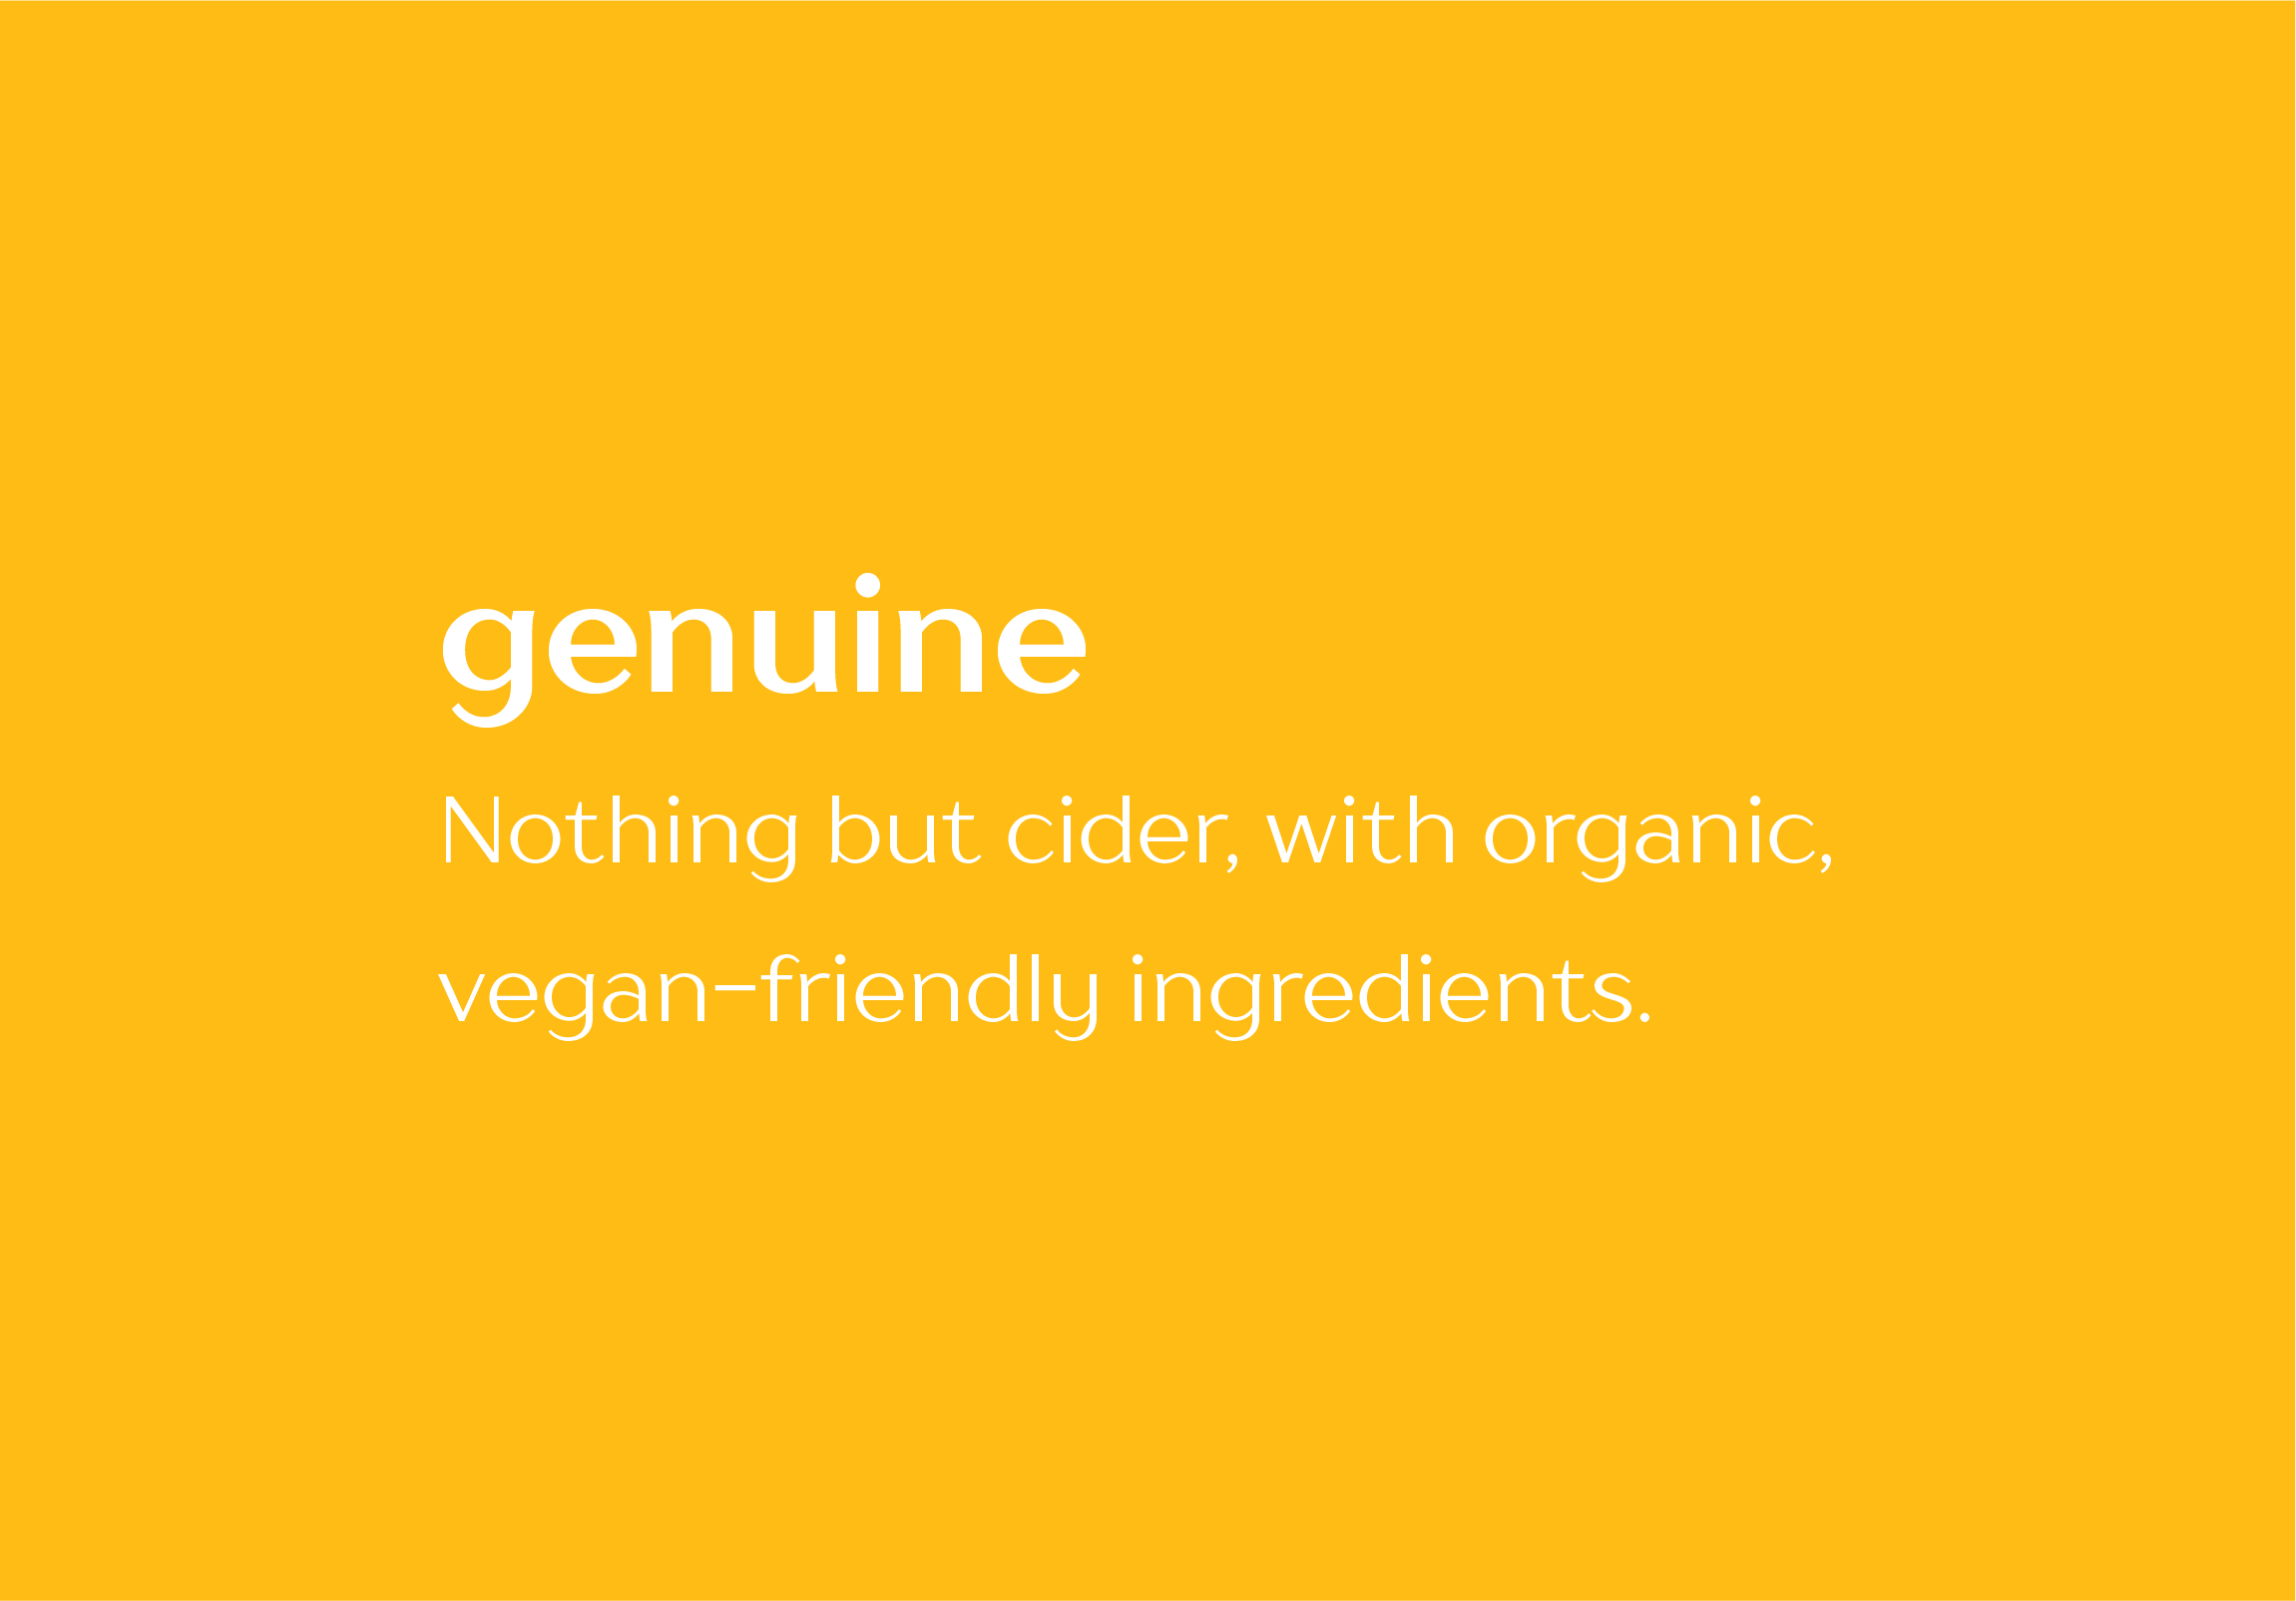 genuine
Nothing but cider, with organic,
vegan-friendly ingredients.